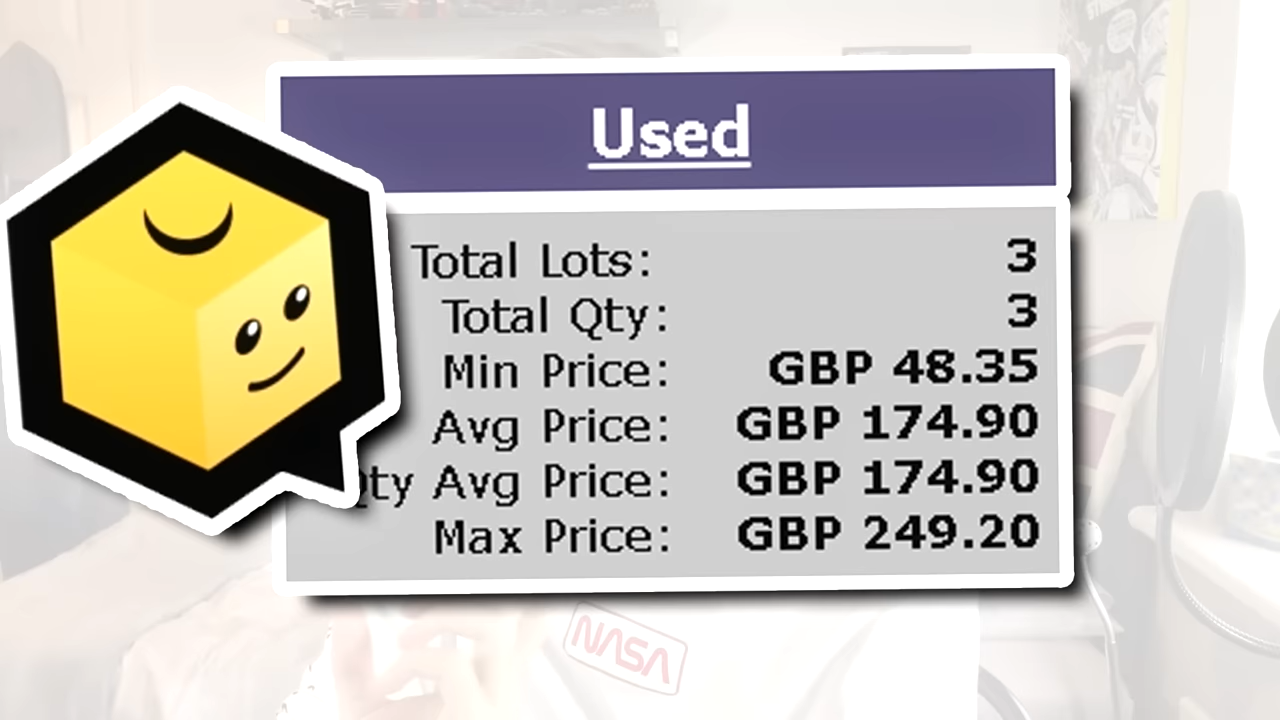 Used
Total Lots: 3
Total Qty: 3
Min Price: GBP 48.35
Avg Price: GBP 174.90
Qty Avg Price: GBP 174.90
Max Price: GBP 249.20
NASA